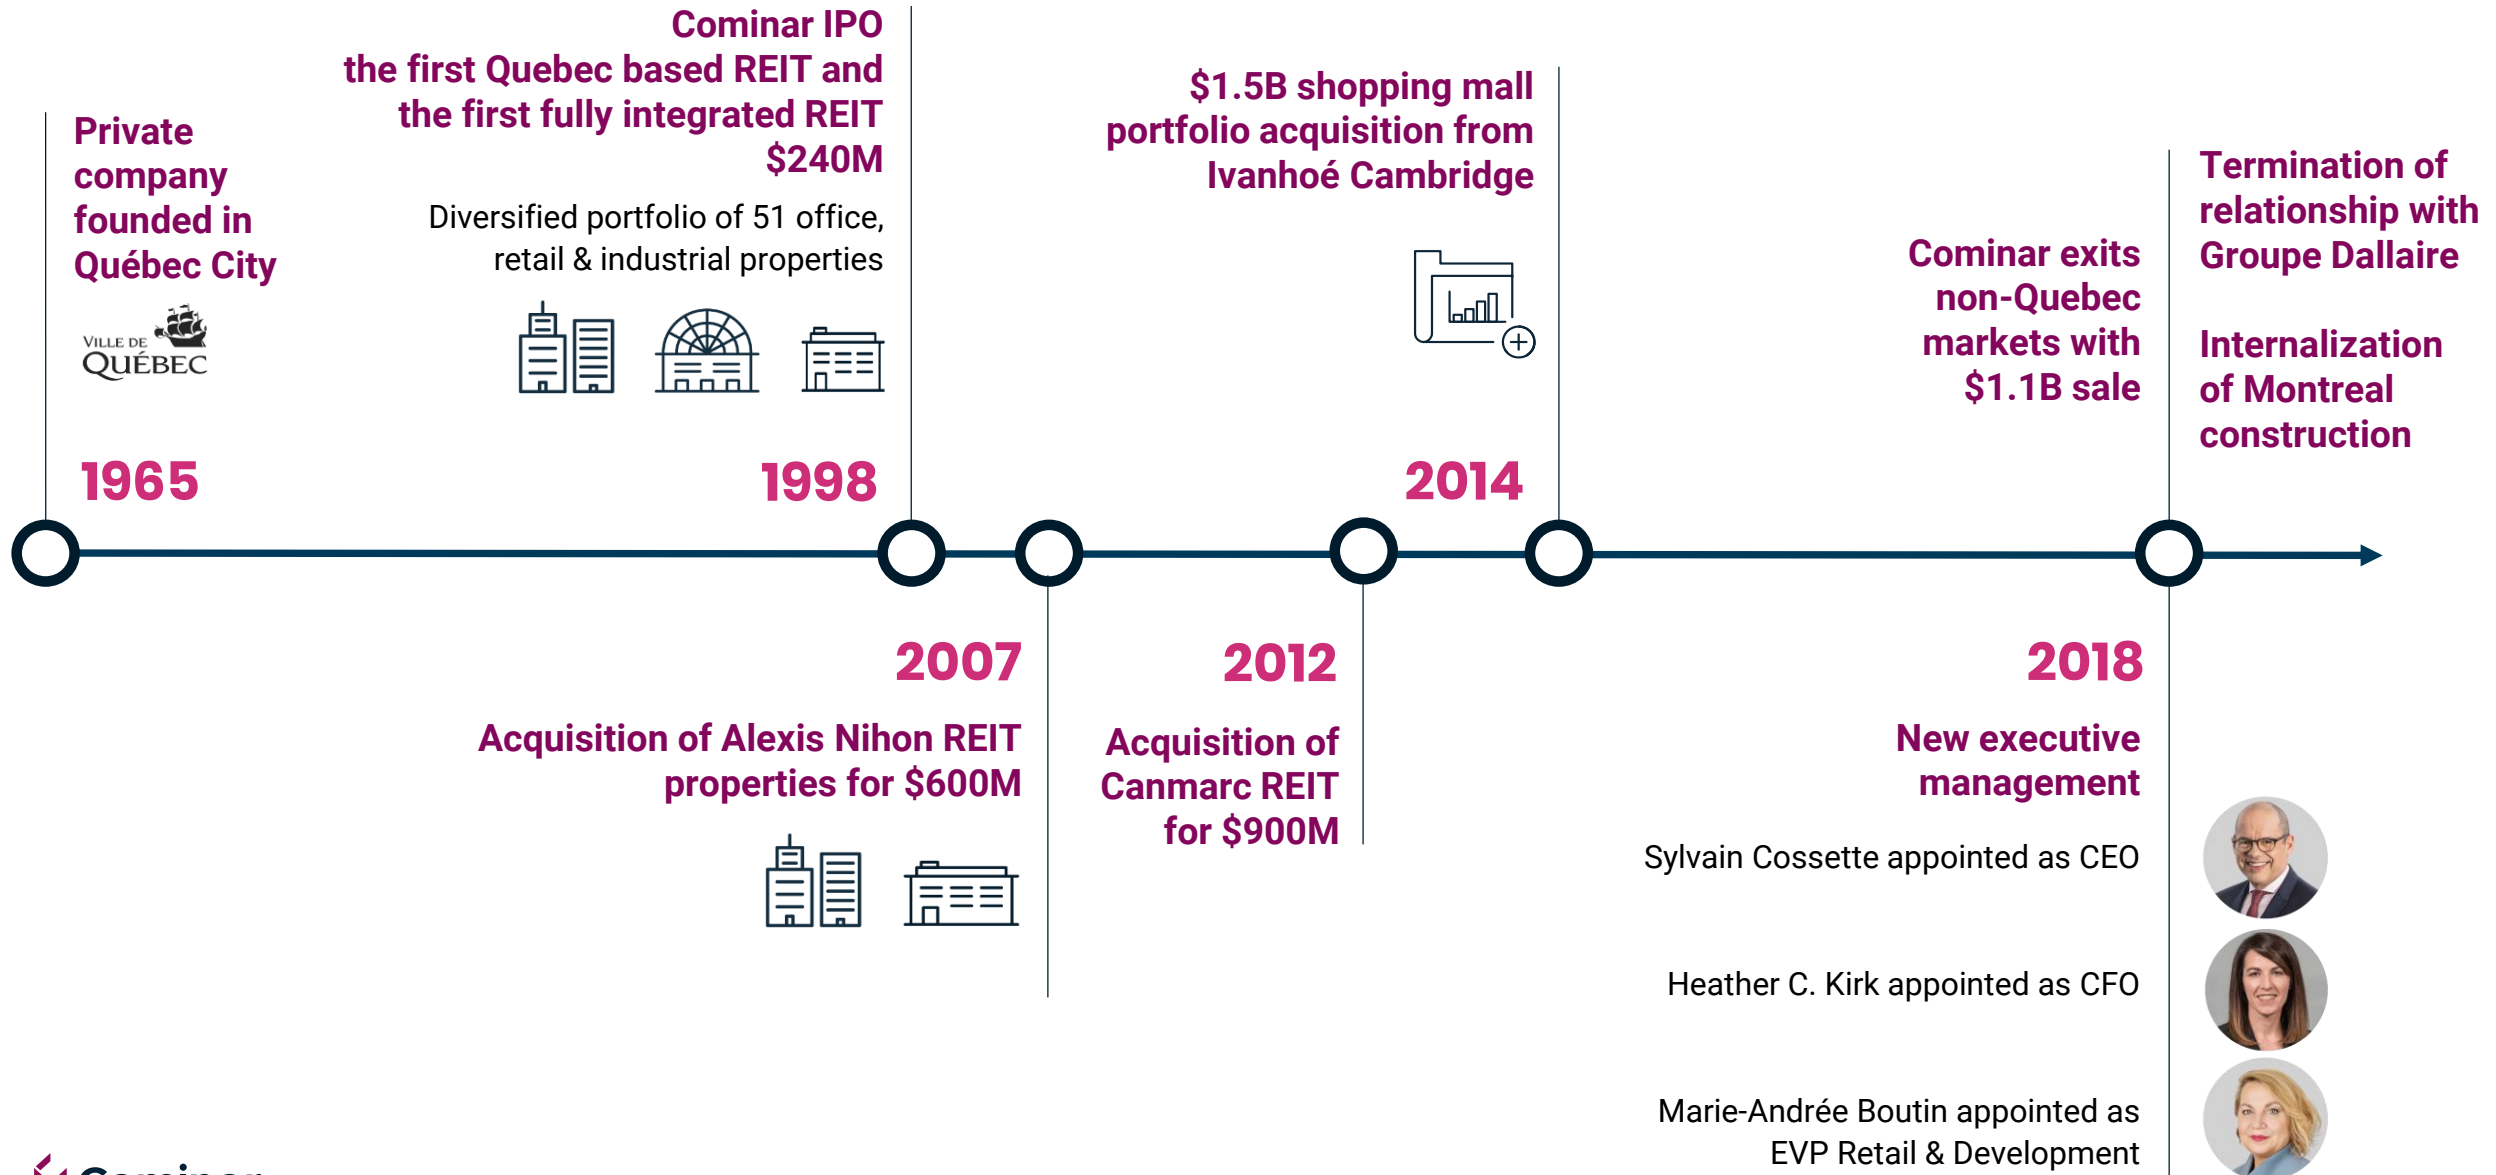 Private
company
founded in
Québec City
VILLE DE
QUÉBEC
1965
Cominar IPO
the first Quebec based REIT and
the first fully integrated REIT
$240M
Diversified portfolio of 51 office,
retail & industrial properties
1998
2007
Acquisition of Alexis Nihon REIT
properties for $600M
2012
Acquisition of
Canmarc REIT
for $900M
$1.5B shopping mall
portfolio acquisition from
Ivanhoé Cambridge
2014
Cominar exits
non-Quebec
markets with
$1.1B sale
Termination of
relationship with
Groupe Dallaire
Internalization
of Montreal
construction
2018
New executive
management
Sylvain Cossette appointed as CEO
Heather C. Kirk appointed as CFO
Marie-Andrée Boutin appointed as
EVP Retail & Development
Cominar